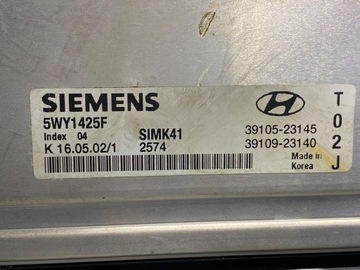 SIEMENS
5WY1425F
Index 04 SIMK41 39105-23145
K 16.05.02/1 2574 39109-23140
Made in
Korea
T
0
2
J